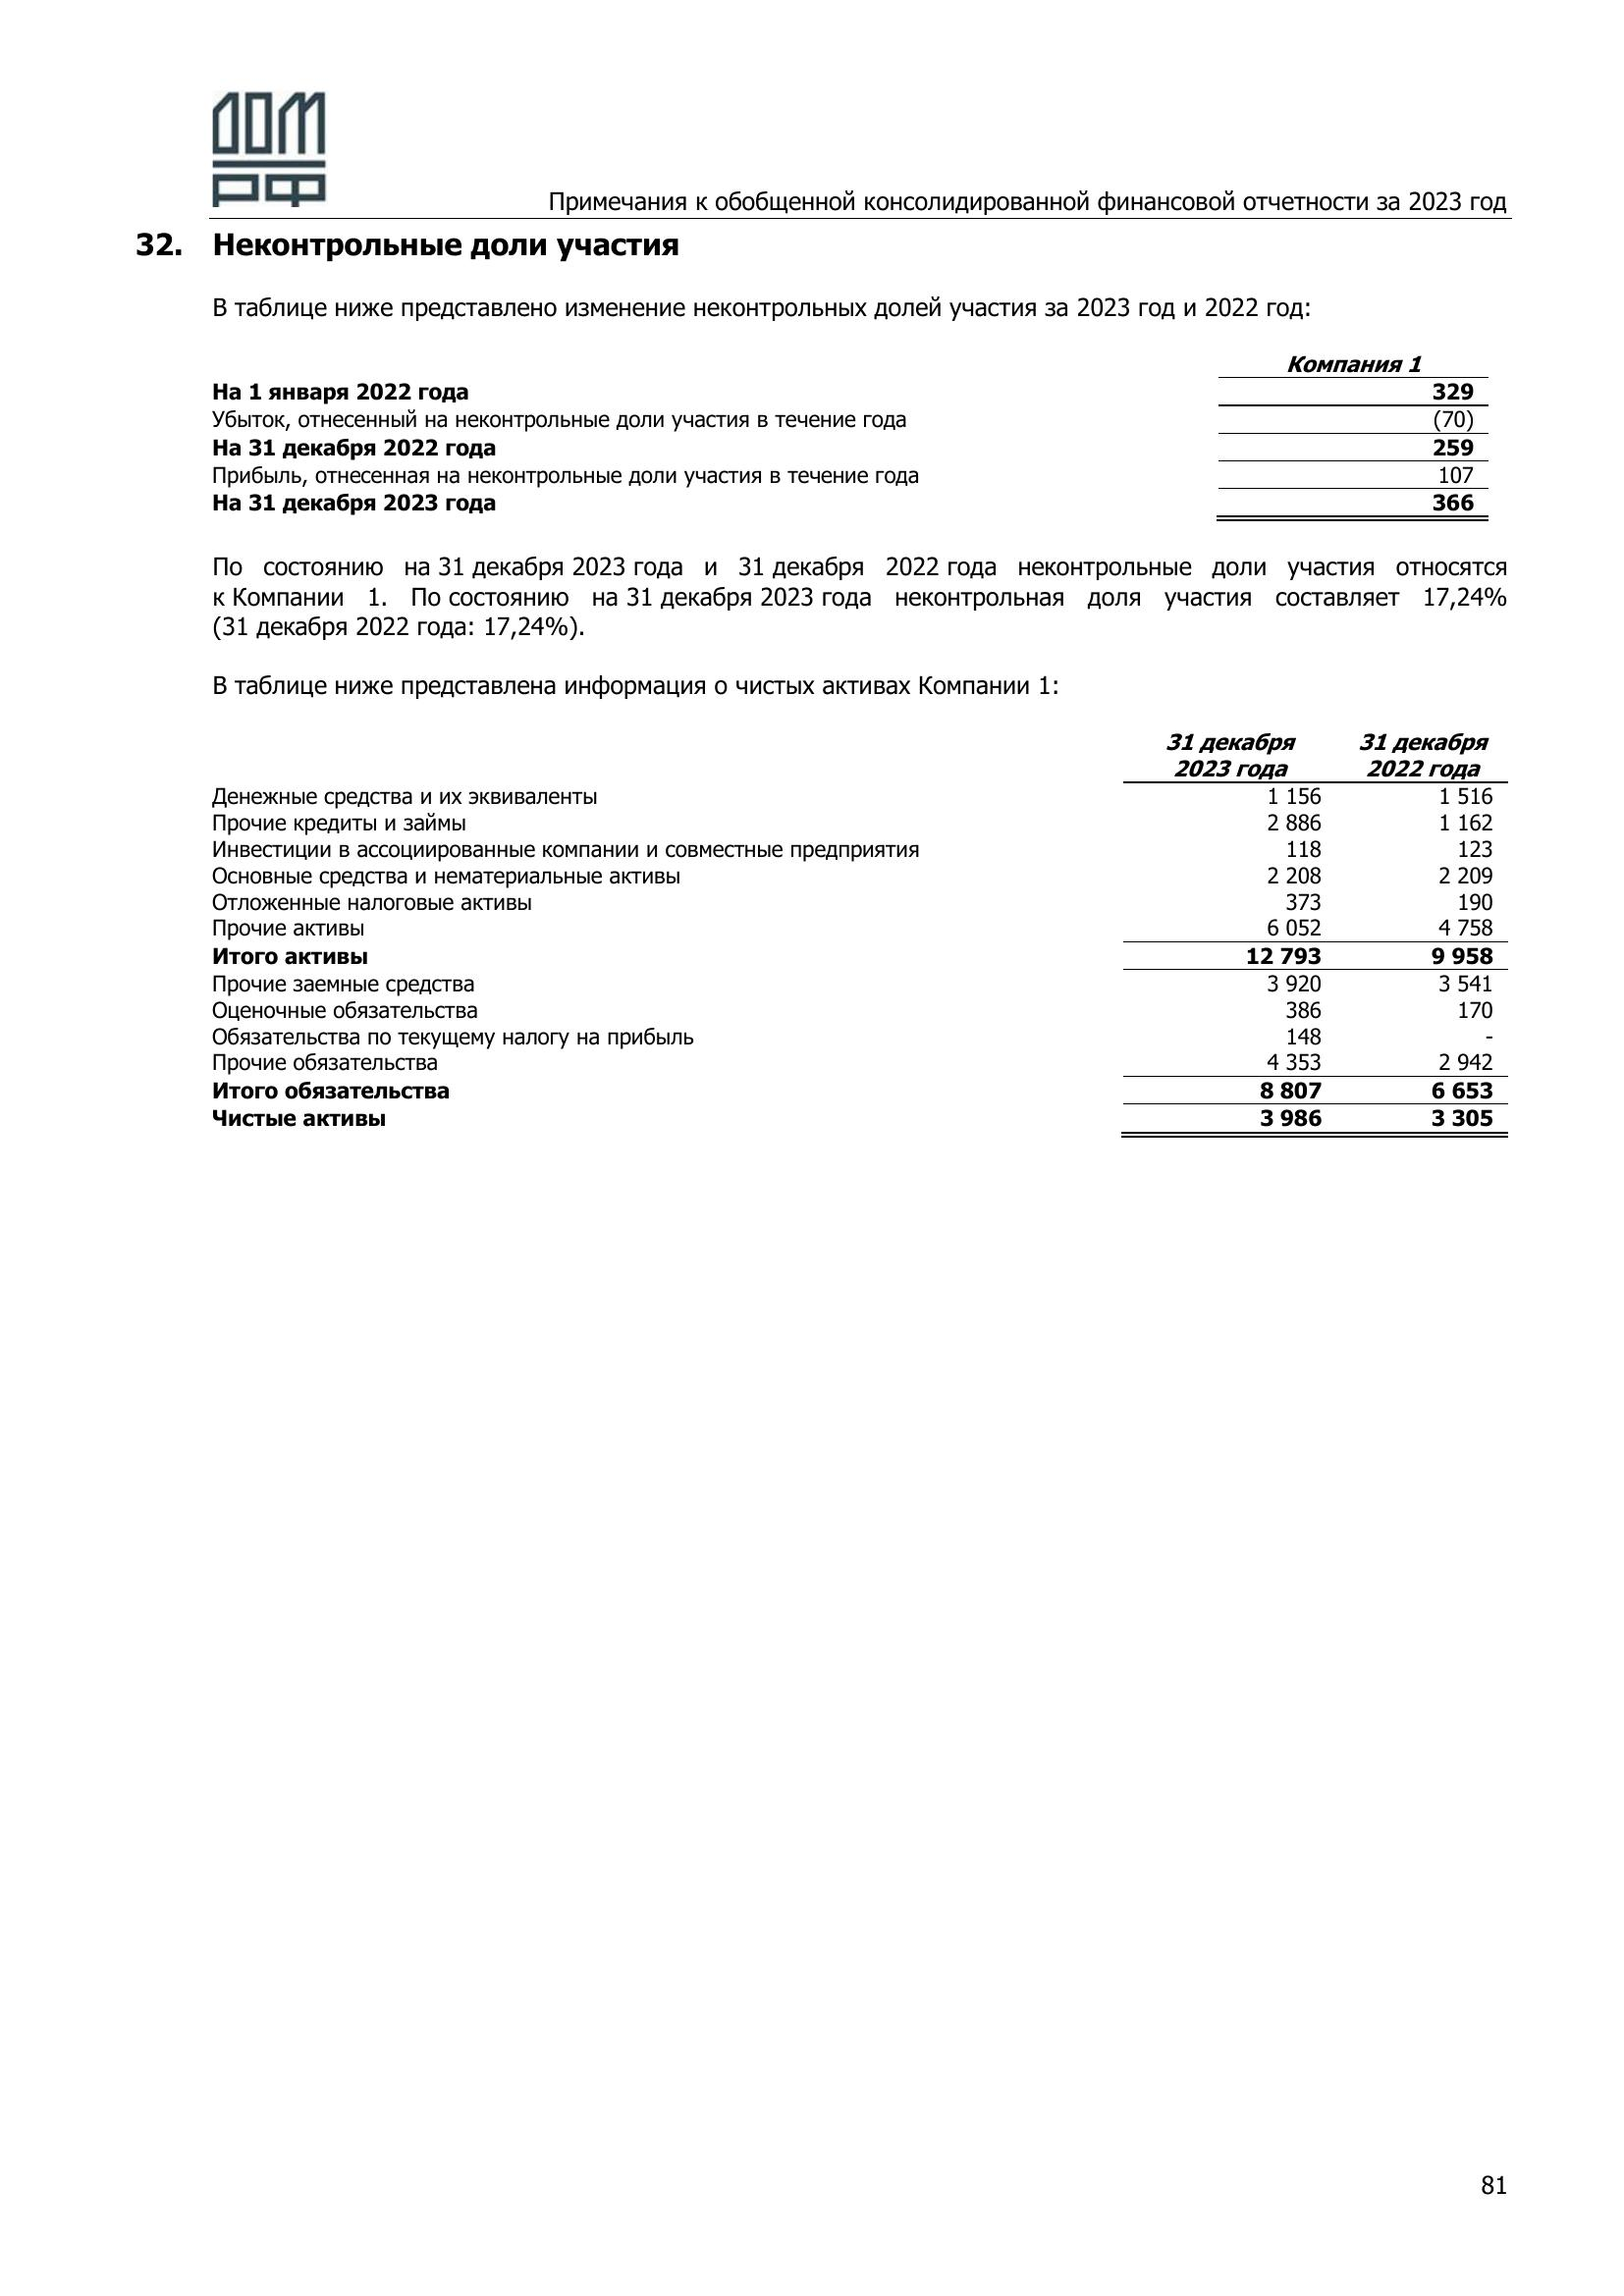 ДОМ
РФ
Примечания к обобщенной консолидированной финансовой отчетности за 2023 год
32. Неконтрольные доли участия
В таблице ниже представлено изменение неконтрольных долей участия за 2023 год и 2022 год:
Компания 1
На 1 января 2022 года 329
Убыток, отнесенный на неконтрольные доли участия в течение года (70)
На 31 декабря 2022 года 259
Прибыль, отнесенная на неконтрольные доли участия в течение года 107
На 31 декабря 2023 года 366
По состоянию на 31 декабря 2023 года и 31 декабря 2022 года неконтрольные доли участия относятся
к Компании 1. По состоянию на 31 декабря 2023 года неконтрольная доля участия составляет 17,24%
(31 декабря 2022 года: 17,24%).
В таблице ниже представлена информация о чистых активах Компании 1:
31 декабря 31 декабря
2023 года 2022 года
Денежные средства и их эквиваленты 1 156 1 516
Прочие кредиты и займы 2 886 1 162
Инвестиции в ассоциированные компании и совместные предприятия 118 123
Основные средства и нематериальные активы 2 208 2 209
Отложенные налоговые активы 373 190
Прочие активы 6 052 4 758
Итого активы 12 793 9 958
Прочие заемные средства 3 920 3 541
Оценочные обязательства 386 170
Обязательства по текущему налогу на прибыль 148 -
Прочие обязательства 4 353 2 942
Итого обязательства 8 807 6 653
Чистые активы 3 986 3 305
81